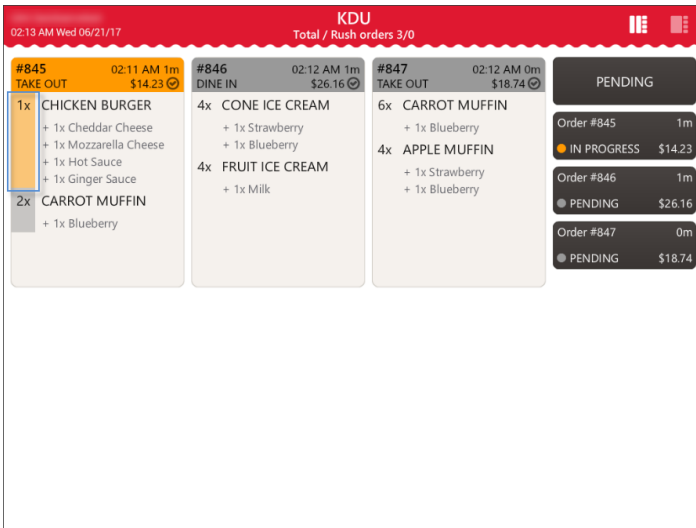 KDU
02:13 AM Wed 06/21/17
Total / Rush orders 3/0
#845 02:11 AM 1m
TAKE OUT $14.23
1x CHICKEN BURGER
+ 1x Cheddar Cheese
+ 1x Mozzarella Cheese
+ 1x Hot Sauce
+ 1x Ginger Sauce
2x CARROT MUFFIN
+ 1x Blueberry
#846 02:12 AM 1m
DINE IN $26.16
4x CONE ICE CREAM
+ 1x Strawberry
+ 1x Blueberry
4x FRUIT ICE CREAM
+ 1x Milk
#847 02:12 AM 0m
TAKE OUT $18.74
6x CARROT MUFFIN
+ 1x Blueberry
4x APPLE MUFFIN
+ 1x Strawberry
+ 1x Blueberry
PENDING
Order #845 1m
IN PROGRESS $14.23
Order #846 1m
PENDING $26.16
Order #847 0m
PENDING $18.74